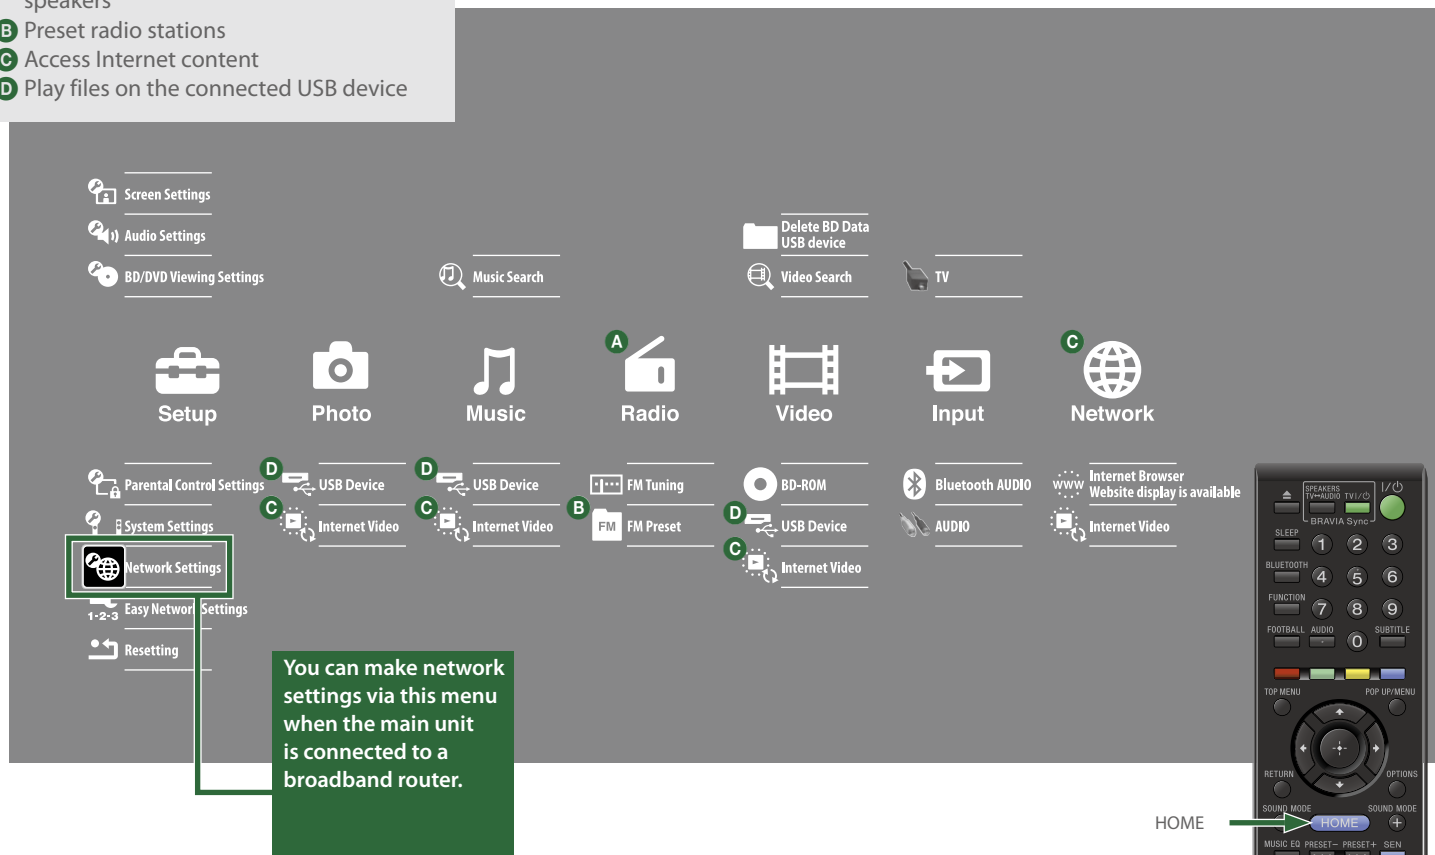 speakers
B Preset radio stations
C Access Internet content
D Play files on the connected USB device
Screen Settings
Audio Settings
BD/DVD Viewing Settings
Music Search
Delete BD Data
USB device
Video Search
TV
A
C
Setup
Photo
Music
Radio
Video
Input
Network
Parental Control Settings
System Settings
Network Settings
1-2-3 Easy Network Settings
Resetting
D USB Device
C Internet Video
D USB Device
C Internet Video
FM Tuning
B FM FM Preset
BD-ROM
D USB Device
C Internet Video
Bluetooth AUDIO
AUDIO
www Internet Browser
Website display is available
Internet Video
You can make network
settings via this menu
when the main unit
is connected to a
broadband router.
HOME
SPEAKERS
TV↔AUDIO TV I/⏻ I/⏻
BRAVIA Sync
SLEEP 1 2 3
BLUETOOTH 4 5 6
FUNCTION 7 8 9
FOOTBALL AUDIO 0 SUBTITLE
TOP MENU POP UP/MENU
RETURN OPTIONS
SOUND MODE SOUND MODE
HOME +
MUSIC EQ PRESET– PRESET+ SEN